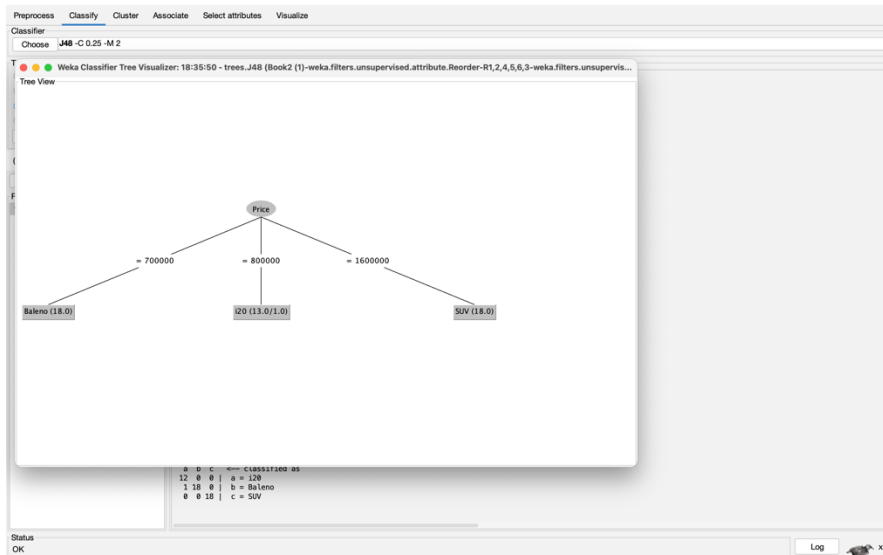 Preprocess Classify Cluster Associate Select attributes Visualize
Classifier
Choose J48 -C 0.25 -M 2
Weka Classifier Tree Visualizer: 18:35:50 - trees.J48 (Book2 (1)-weka.filters.unsupervised.attribute.Reorder-R1,2,4,5,6,3-weka.filters.unsupervis...
Tree View
Price
= 700000 = 800000 = 1600000
Baleno (18.0) i20 (13.0/1.0) SUV (18.0)
a b c <-- classified as
12 0 0 | a = i20
1 18 0 | b = Baleno
0 0 18 | c = SUV
Status
OK
Log
x